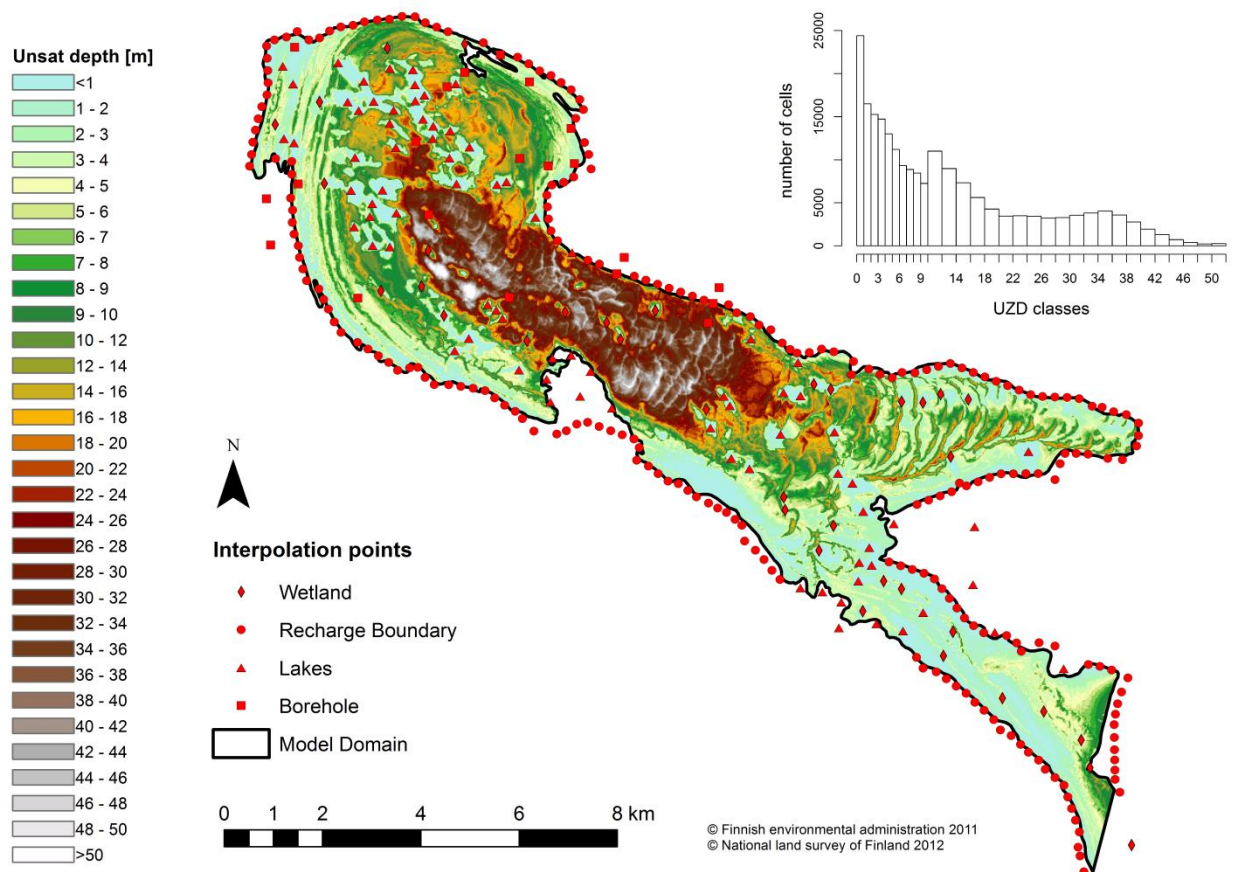 Unsat depth [m]
<1
1 - 2
2 - 3
3 - 4
4 - 5
5 - 6
6 - 7
7 - 8
8 - 9
9 - 10
10 - 12
12 - 14
14 - 16
16 - 18
18 - 20
20 - 22
22 - 24
24 - 26
26 - 28
28 - 30
30 - 32
32 - 34
34 - 36
36 - 38
38 - 40
40 - 42
42 - 44
44 - 46
46 - 48
48 - 50
>50
N
Interpolation points
Wetland
Recharge Boundary
Lakes
Borehole
Model Domain
0 1 2 4 6 8 km
number of cells
25000
15000
5000
0
0 3 6 9 14 18 22 26 30 34 38 42 48
UZD classes
© Finnish environmental administration 2011
© National land survey of Finland 2012